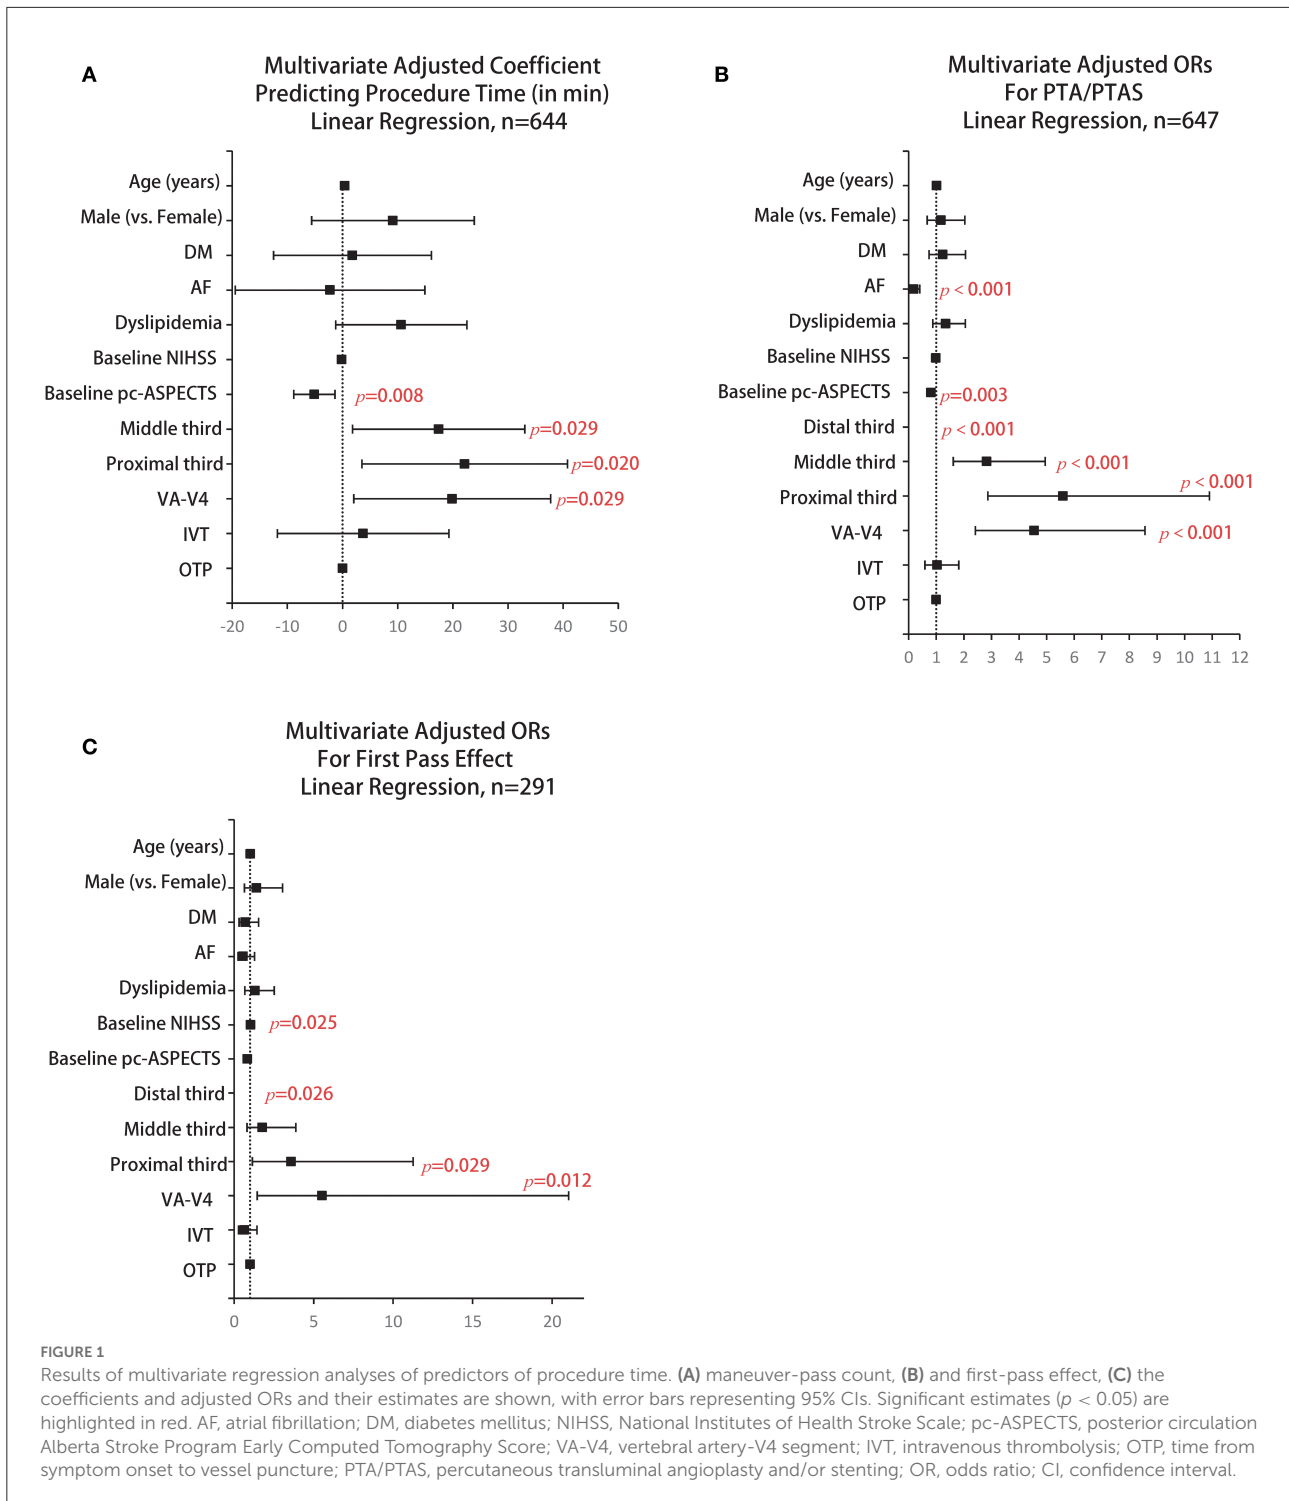 A
Multivariate Adjusted Coefficient
Predicting Procedure Time (in min)
Linear Regression, n=644
Age (years)
Male (vs. Female)
DM
AF
Dyslipidemia
Baseline NIHSS
Baseline pc-ASPECTS
p=0.008
Middle third
p=0.029
Proximal third
p=0.020
VA-V4
p=0.029
IVT
OTP
-20 -10 0 10 20 30 40 50
B
Multivariate Adjusted ORs
For PTA/PTAS
Linear Regression, n=647
Age (years)
Male (vs. Female)
DM
AF
p < 0.001
Dyslipidemia
Baseline NIHSS
Baseline pc-ASPECTS
p=0.003
Distal third
p < 0.001
Middle third
p < 0.001
Proximal third
p < 0.001
VA-V4
p < 0.001
IVT
OTP
0 1 2 3 4 5 6 7 8 9 10 11 12
C
Multivariate Adjusted ORs
For First Pass Effect
Linear Regression, n=291
Age (years)
Male (vs. Female)
DM
AF
Dyslipidemia
Baseline NIHSS
p=0.025
Baseline pc-ASPECTS
Distal third
p=0.026
Middle third
Proximal third
p=0.029
VA-V4
p=0.012
IVT
OTP
0 5 10 15 20
FIGURE 1
Results of multivariate regression analyses of predictors of procedure time. (A) maneuver-pass count, (B) and first-pass effect, (C) the
coefficients and adjusted ORs and their estimates are shown, with error bars representing 95% CIs. Significant estimates (p < 0.05) are
highlighted in red. AF, atrial fibrillation; DM, diabetes mellitus; NIHSS, National Institutes of Health Stroke Scale; pc-ASPECTS, posterior circulation
Alberta Stroke Program Early Computed Tomography Score; VA-V4, vertebral artery-V4 segment; IVT, intravenous thrombolysis; OTP, time from
symptom onset to vessel puncture; PTA/PTAS, percutaneous transluminal angioplasty and/or stenting; OR, odds ratio; CI, confidence interval.